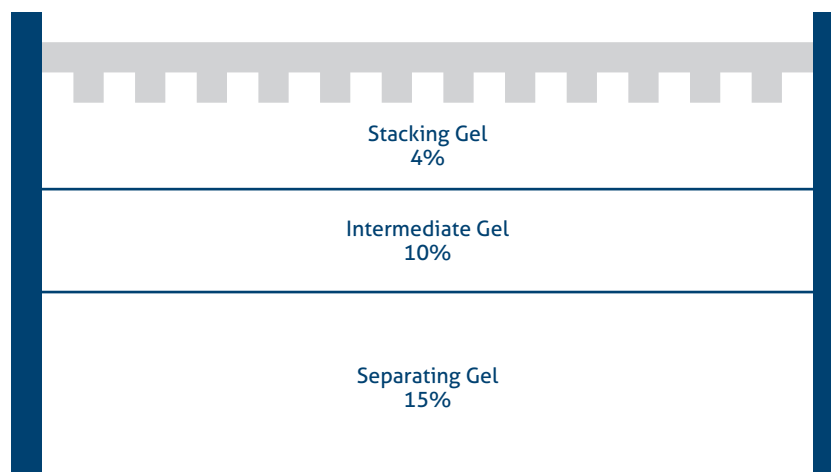 Stacking Gel
4%
Intermediate Gel
10%
Separating Gel
15%